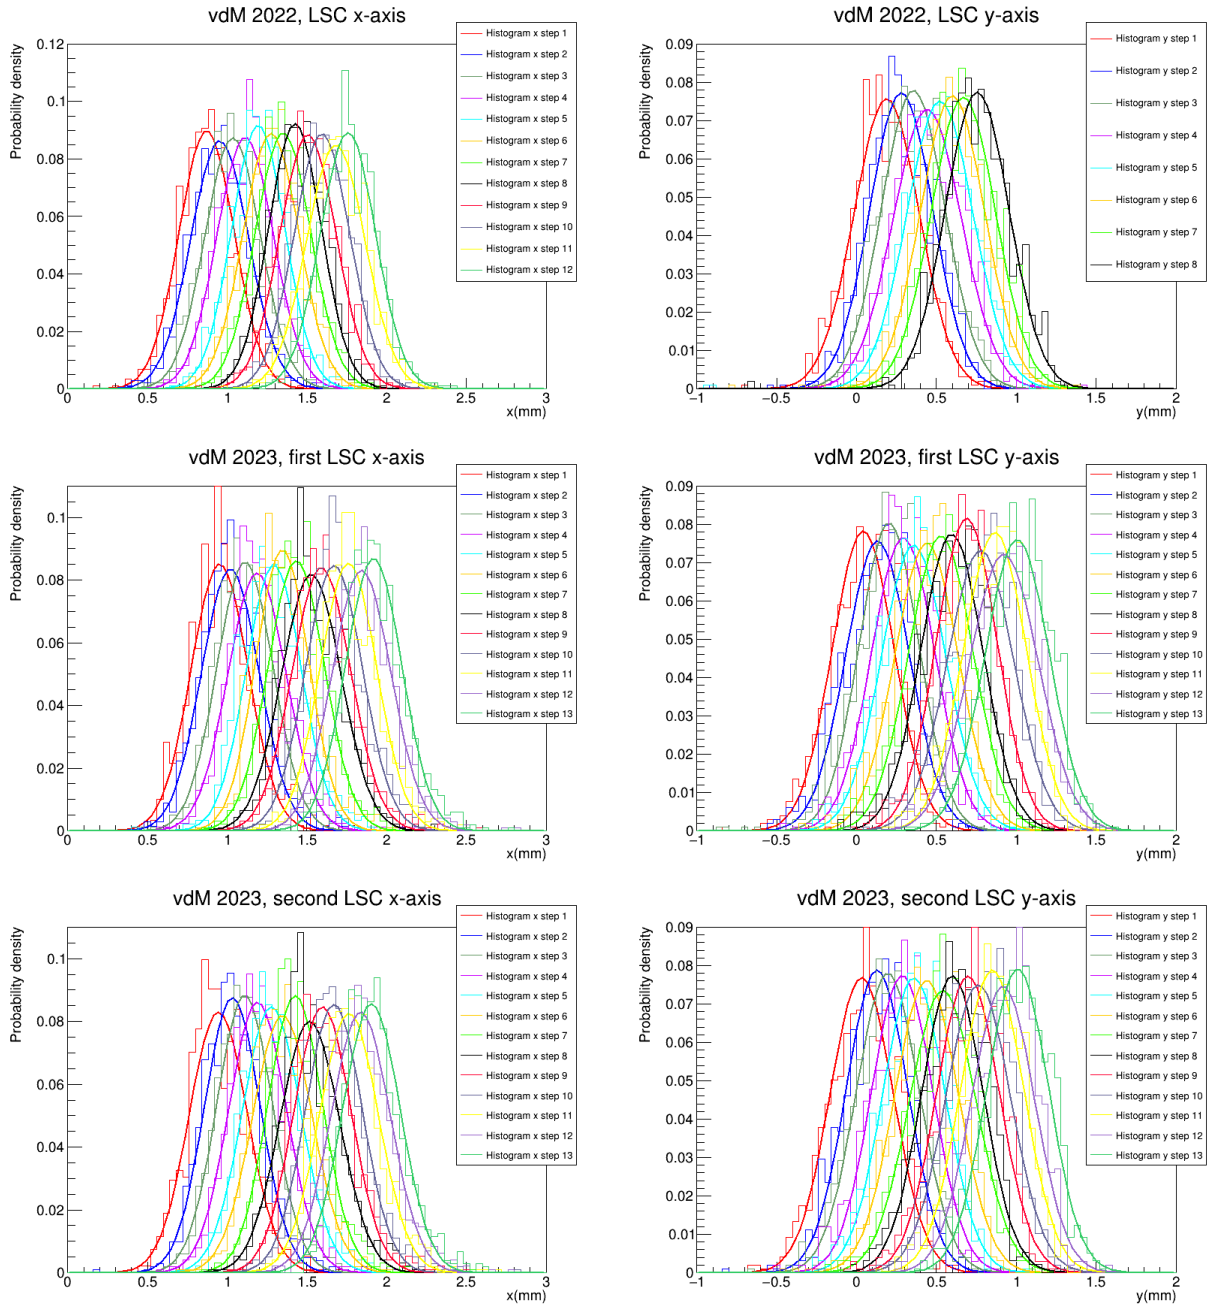 vdM 2022, LSC x-axis
Probability density
0.12
0.1
0.08
0.06
0.04
0.02
0
0
0.5
1
1.5
2
2.5
3
x(mm)
Histogram x step 1
Histogram x step 2
Histogram x step 3
Histogram x step 4
Histogram x step 5
Histogram x step 6
Histogram x step 7
Histogram x step 8
Histogram x step 9
Histogram x step 10
Histogram x step 11
Histogram x step 12
vdM 2022, LSC y-axis
Probability density
0.09
0.08
0.07
0.06
0.05
0.04
0.03
0.02
0.01
0
−1
−0.5
0
0.5
1
1.5
2
y(mm)
Histogram y step 1
Histogram y step 2
Histogram y step 3
Histogram y step 4
Histogram y step 5
Histogram y step 6
Histogram y step 7
Histogram y step 8
vdM 2023, first LSC x-axis
Probability density
0.1
0.08
0.06
0.04
0.02
0
0
0.5
1
1.5
2
2.5
3
x(mm)
Histogram x step 1
Histogram x step 2
Histogram x step 3
Histogram x step 4
Histogram x step 5
Histogram x step 6
Histogram x step 7
Histogram x step 8
Histogram x step 9
Histogram x step 10
Histogram x step 11
Histogram x step 12
Histogram x step 13
vdM 2023, first LSC y-axis
Probability density
0.09
0.08
0.07
0.06
0.05
0.04
0.03
0.02
0.01
0
−1
−0.5
0
0.5
1
1.5
2
y(mm)
Histogram y step 1
Histogram y step 2
Histogram y step 3
Histogram y step 4
Histogram y step 5
Histogram y step 6
Histogram y step 7
Histogram y step 8
Histogram y step 9
Histogram y step 10
Histogram y step 11
Histogram y step 12
Histogram y step 13
vdM 2023, second LSC x-axis
Probability density
0.1
0.08
0.06
0.04
0.02
0
0
0.5
1
1.5
2
2.5
3
x(mm)
Histogram x step 1
Histogram x step 2
Histogram x step 3
Histogram x step 4
Histogram x step 5
Histogram x step 6
Histogram x step 7
Histogram x step 8
Histogram x step 9
Histogram x step 10
Histogram x step 11
Histogram x step 12
Histogram x step 13
vdM 2023, second LSC y-axis
Probability density
0.09
0.08
0.07
0.06
0.05
0.04
0.03
0.02
0.01
0
−1
−0.5
0
0.5
1
1.5
2
y(mm)
Histogram y step 1
Histogram y step 2
Histogram y step 3
Histogram y step 4
Histogram y step 5
Histogram y step 6
Histogram y step 7
Histogram y step 8
Histogram y step 9
Histogram y step 10
Histogram y step 11
Histogram y step 12
Histogram y step 13